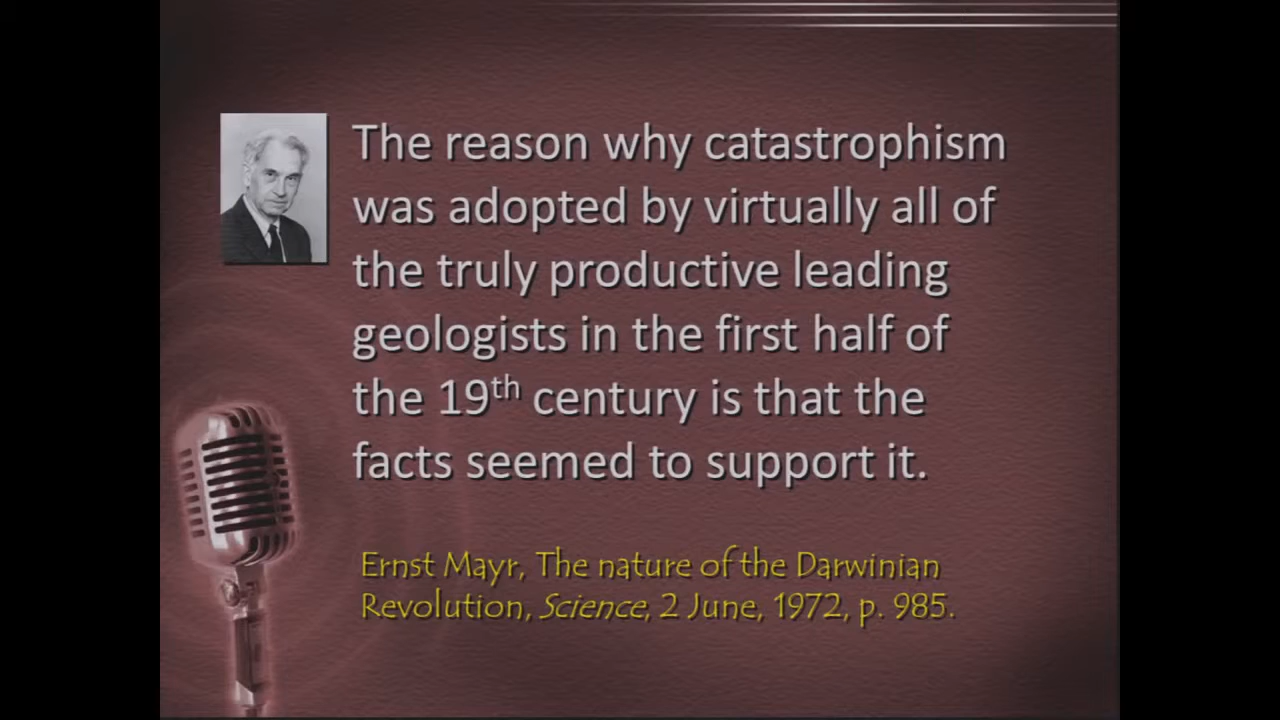 The reason why catastrophism
was adopted by virtually all of
the truly productive leading
geologists in the first half of
the 19th century is that the
facts seemed to support it.
Ernst Mayr, The nature of the Darwinian
Revolution, Science, 2 June, 1972, p. 985.